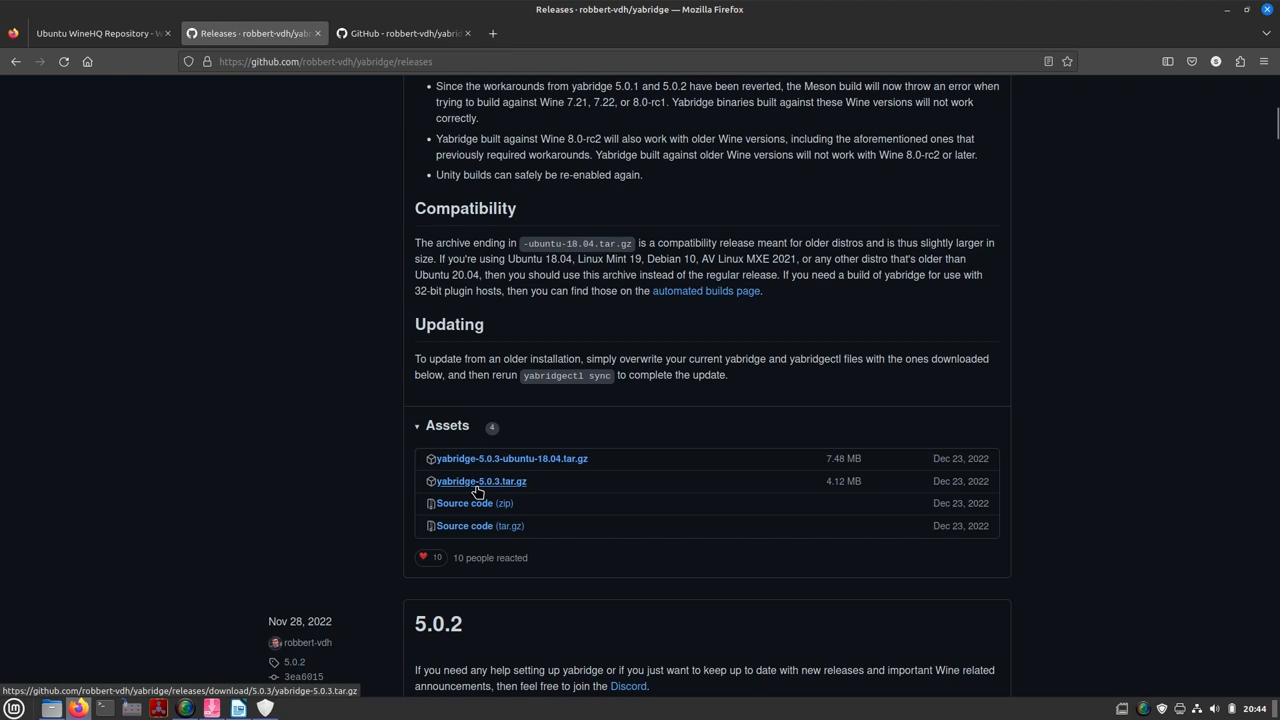 Releases · robbert-vdh/yabridge — Mozilla Firefox
Ubuntu WineHQ Repository - W
Releases · robbert-vdh/yab
GitHub - robbert-vdh/yabrid
https://github.com/robbert-vdh/yabridge/releases
Since the workarounds from yabridge 5.0.1 and 5.0.2 have been reverted, the Meson build will now throw an error when
trying to build against Wine 7.21, 7.22, or 8.0-rc1. Yabridge binaries built against these Wine versions will not work
correctly.
Yabridge built against Wine 8.0-rc2 will also work with older Wine versions, including the aforementioned ones that
previously required workarounds. Yabridge built against older Wine versions will not work with Wine 8.0-rc2 or later.
Unity builds can safely be re-enabled again.
Compatibility
The archive ending in -ubuntu-18.04.tar.gz is a compatibility release meant for older distros and is thus slightly larger in
size. If you're using Ubuntu 18.04, Linux Mint 19, Debian 10, AV Linux MXE 2021, or any other distro that's older than
Ubuntu 20.04, then you should use this archive instead of the regular release. If you need a build of yabridge for use with
32-bit plugin hosts, then you can find those on the automated builds page.
Updating
To update from an older installation, simply overwrite your current yabridge and yabridgectl files with the ones downloaded
below, and then rerun yabridgectl sync to complete the update.
Assets 4
yabridge-5.0.3-ubuntu-18.04.tar.gz 7.48 MB Dec 23, 2022
yabridge-5.0.3.tar.gz 4.12 MB Dec 23, 2022
Source code (zip) Dec 23, 2022
Source code (tar.gz) Dec 23, 2022
10 10 people reacted
Nov 28, 2022
robbert-vdh
5.0.2
3ea6015
5.0.2
If you need any help setting up yabridge or if you just want to keep up to date with new releases and important Wine related
announcements, then feel free to join the Discord.
https://github.com/robbert-vdh/yabridge/releases/download/5.0.3/yabridge-5.0.3.tar.gz
20:44